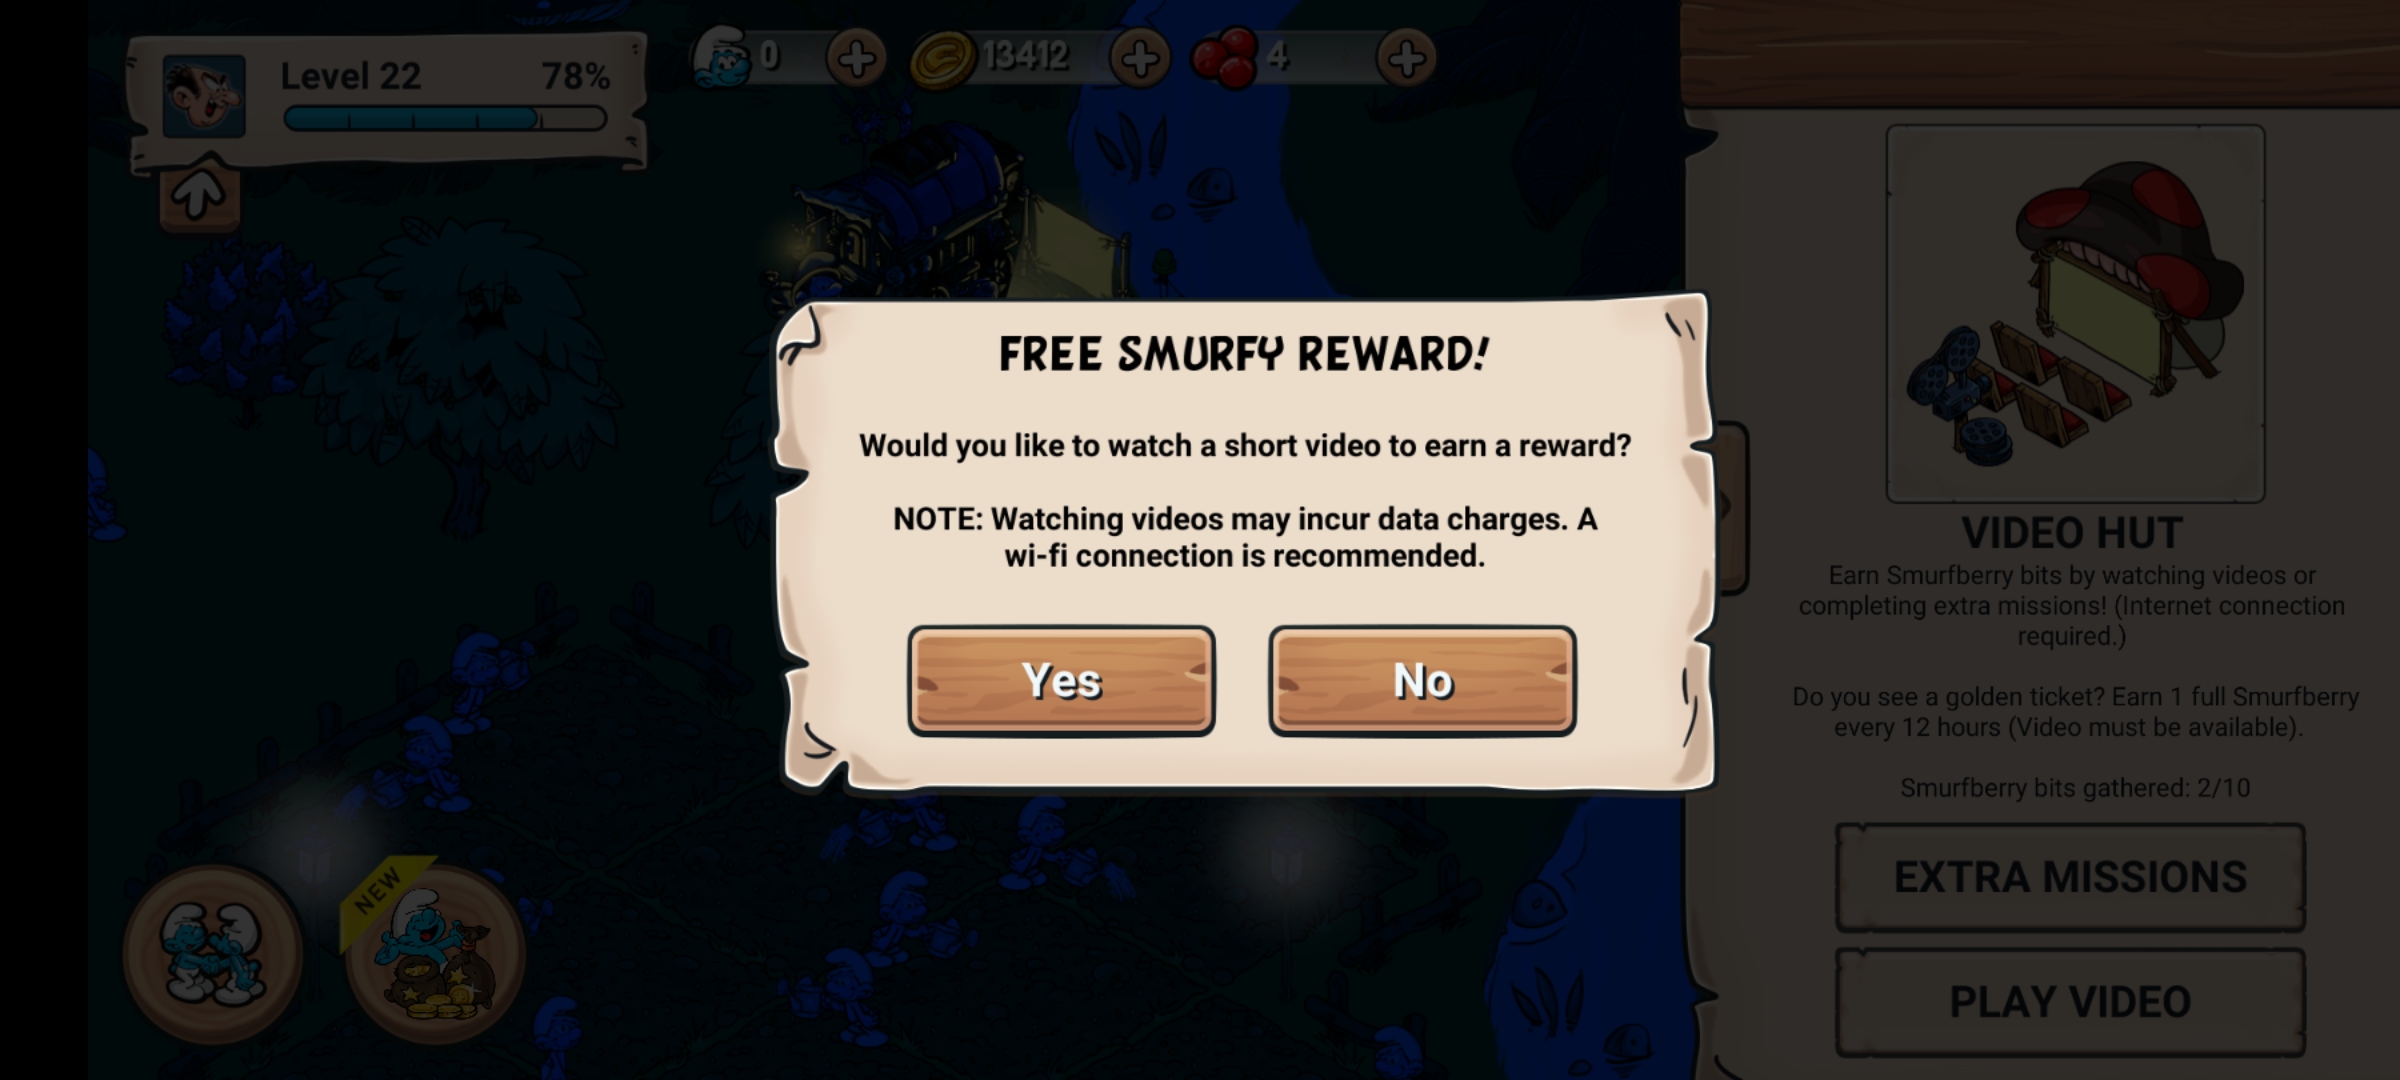 Level 22
78%
0
13412
4
FREE SMURFY REWARD!
Would you like to watch a short video to earn a reward?
NOTE: Watching videos may incur data charges. A
wi-fi connection is recommended.
Yes
No
VIDEO HUT
Earn Smurfberry bits by watching videos or
completing extra missions! (Internet connection
required.)
Do you see a golden ticket? Earn 1 full Smurfberry
every 12 hours (Video must be available).
Smurfberry bits gathered: 2/10
EXTRA MISSIONS
PLAY VIDEO
NEW